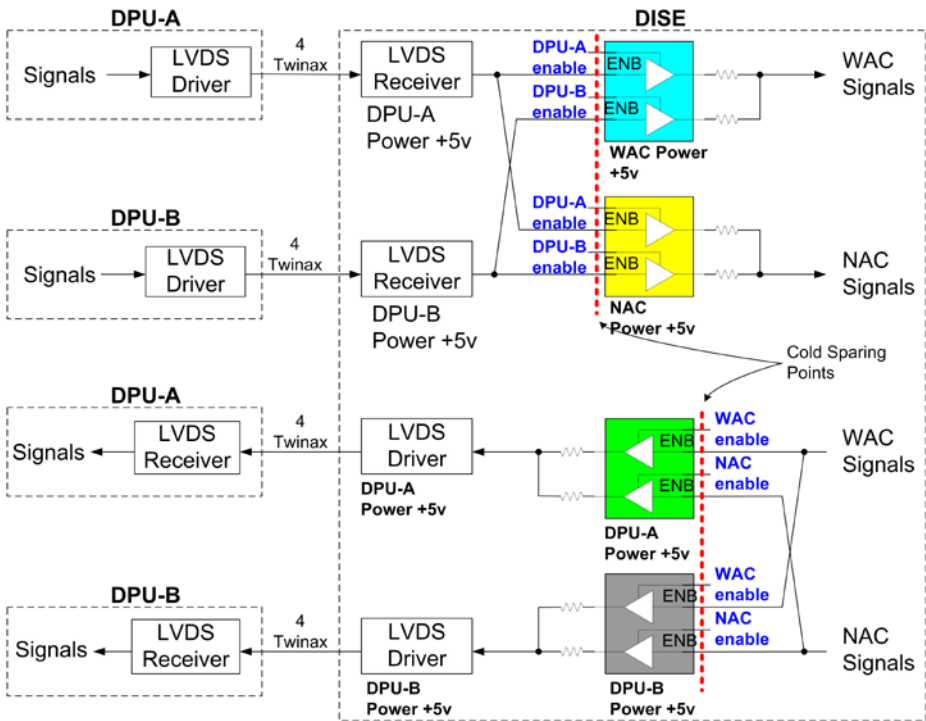 DPU-A
DISE
Signals
LVDS
Driver
4
Twinax
LVDS
Receiver
DPU-A
Power +5v
DPU-A
enable
DPU-B
enable
ENB
ENB
WAC Power
+5v
WAC
Signals
DPU-B
Signals
LVDS
Driver
4
Twinax
LVDS
Receiver
DPU-B
Power +5v
DPU-A
enable
DPU-B
enable
ENB
ENB
NAC
Power +5v
NAC
Signals
Cold Sparing
Points
DPU-A
Signals
LVDS
Receiver
4
Twinax
LVDS
Driver
DPU-A
Power +5v
ENB
ENB
DPU-A
Power +5v
WAC
enable
NAC
enable
WAC
Signals
DPU-B
Signals
LVDS
Receiver
4
Twinax
LVDS
Driver
DPU-B
Power +5v
ENB
ENB
DPU-B
Power +5v
WAC
enable
NAC
enable
NAC
Signals